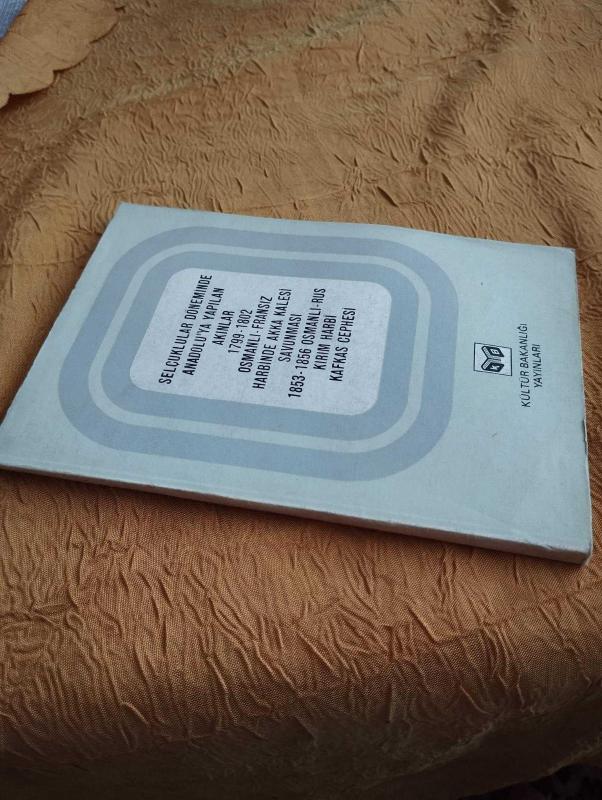 SELÇUKLULAR DÖNEMİNDE
ANADOLU'YA YAPILAN
AKINLAR
1799-1802
OSMANLI-FRANSIZ
HARBİNDE AKKA KALESİ
SAVUNMASI
1853-1856 OSMANLI-RUS
KIRIM HARBİ
KAFKAS CEPHESİ
KÜLTÜR BAKANLIĞI
YAYINLARI